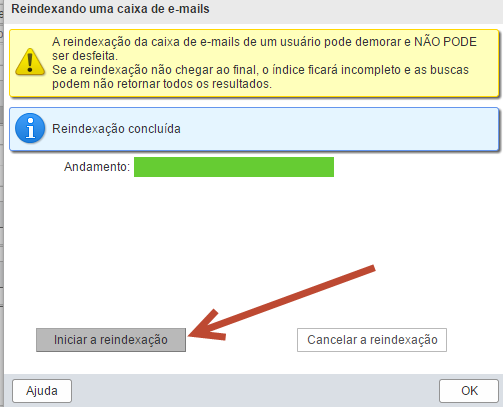 Reindexando uma caixa de e-mails
A reindexação da caixa de e-mails de um usuário pode demorar e NÃO PODE
ser desfeita.
Se a reindexação não chegar ao final, o índice ficará incompleto e as buscas
podem não retornar todos os resultados.
Reindexação concluída
Andamento:
Iniciar a reindexação
Cancelar a reindexação
Ajuda
OK